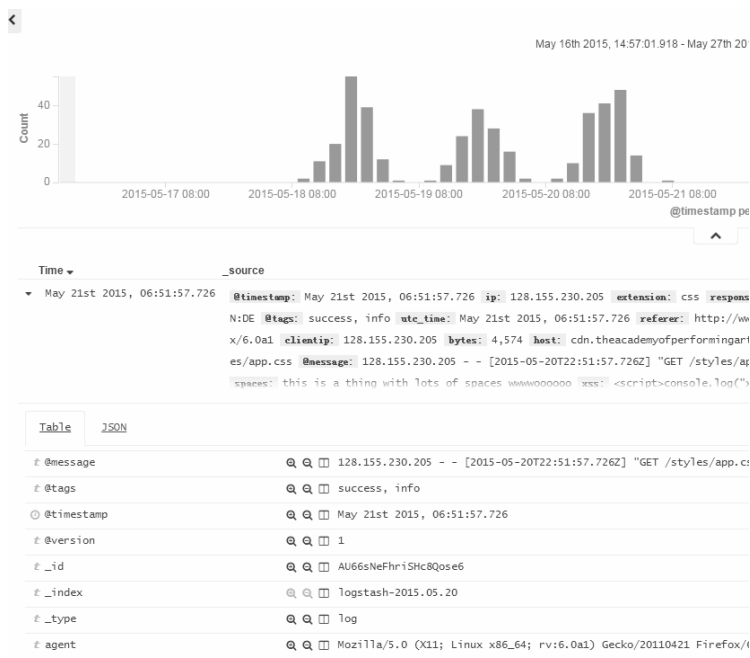 May 16th 2015, 14:57:01.918 - May 27th 201
Count
40
20
0
2015-05-17 08:00 2015-05-18 08:00 2015-05-19 08:00 2015-05-20 08:00 2015-05-21 08:00
@timestamp pe
Time _source
May 21st 2015, 06:51:57.726 @timestamp: May 21st 2015, 06:51:57.726 ip: 128.155.230.205 extension: css respons
N:DE @tags: success, info utc_time: May 21st 2015, 06:51:57.726 referer: http://ww
x/6.0a1 clientip: 128.155.230.205 bytes: 4,574 host: cdn.theacademyofperformingart
es/app.css @message: 128.155.230.205 - - [2015-05-20T22:51:57.726Z] "GET /styles/ap
spaces: this is a thing with lots of spaces wwwwoooooo xss: <script>console.log("x
Table JSON
t @message 128.155.230.205 - - [2015-05-20T22:51:57.726Z] "GET /styles/app.cs
t @tags success, info
@timestamp May 21st 2015, 06:51:57.726
t @version 1
t _id AU66sNeFhriSHc8Qose6
t _index logstash-2015.05.20
t _type log
t agent Mozilla/5.0 (X11; Linux x86_64; rv:6.0a1) Gecko/20110421 Firefox/6